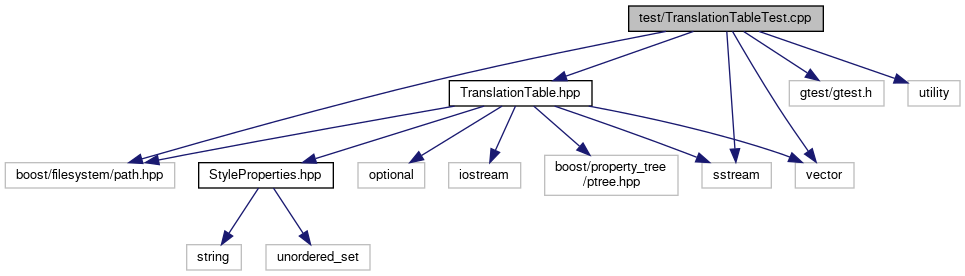 test/TranslationTableTest.cpp
TranslationTable.hpp
gtest/gtest.h
utility
boost/filesystem/path.hpp
StyleProperties.hpp
optional
iostream
boost/property_tree
/ptree.hpp
sstream
vector
string
unordered_set